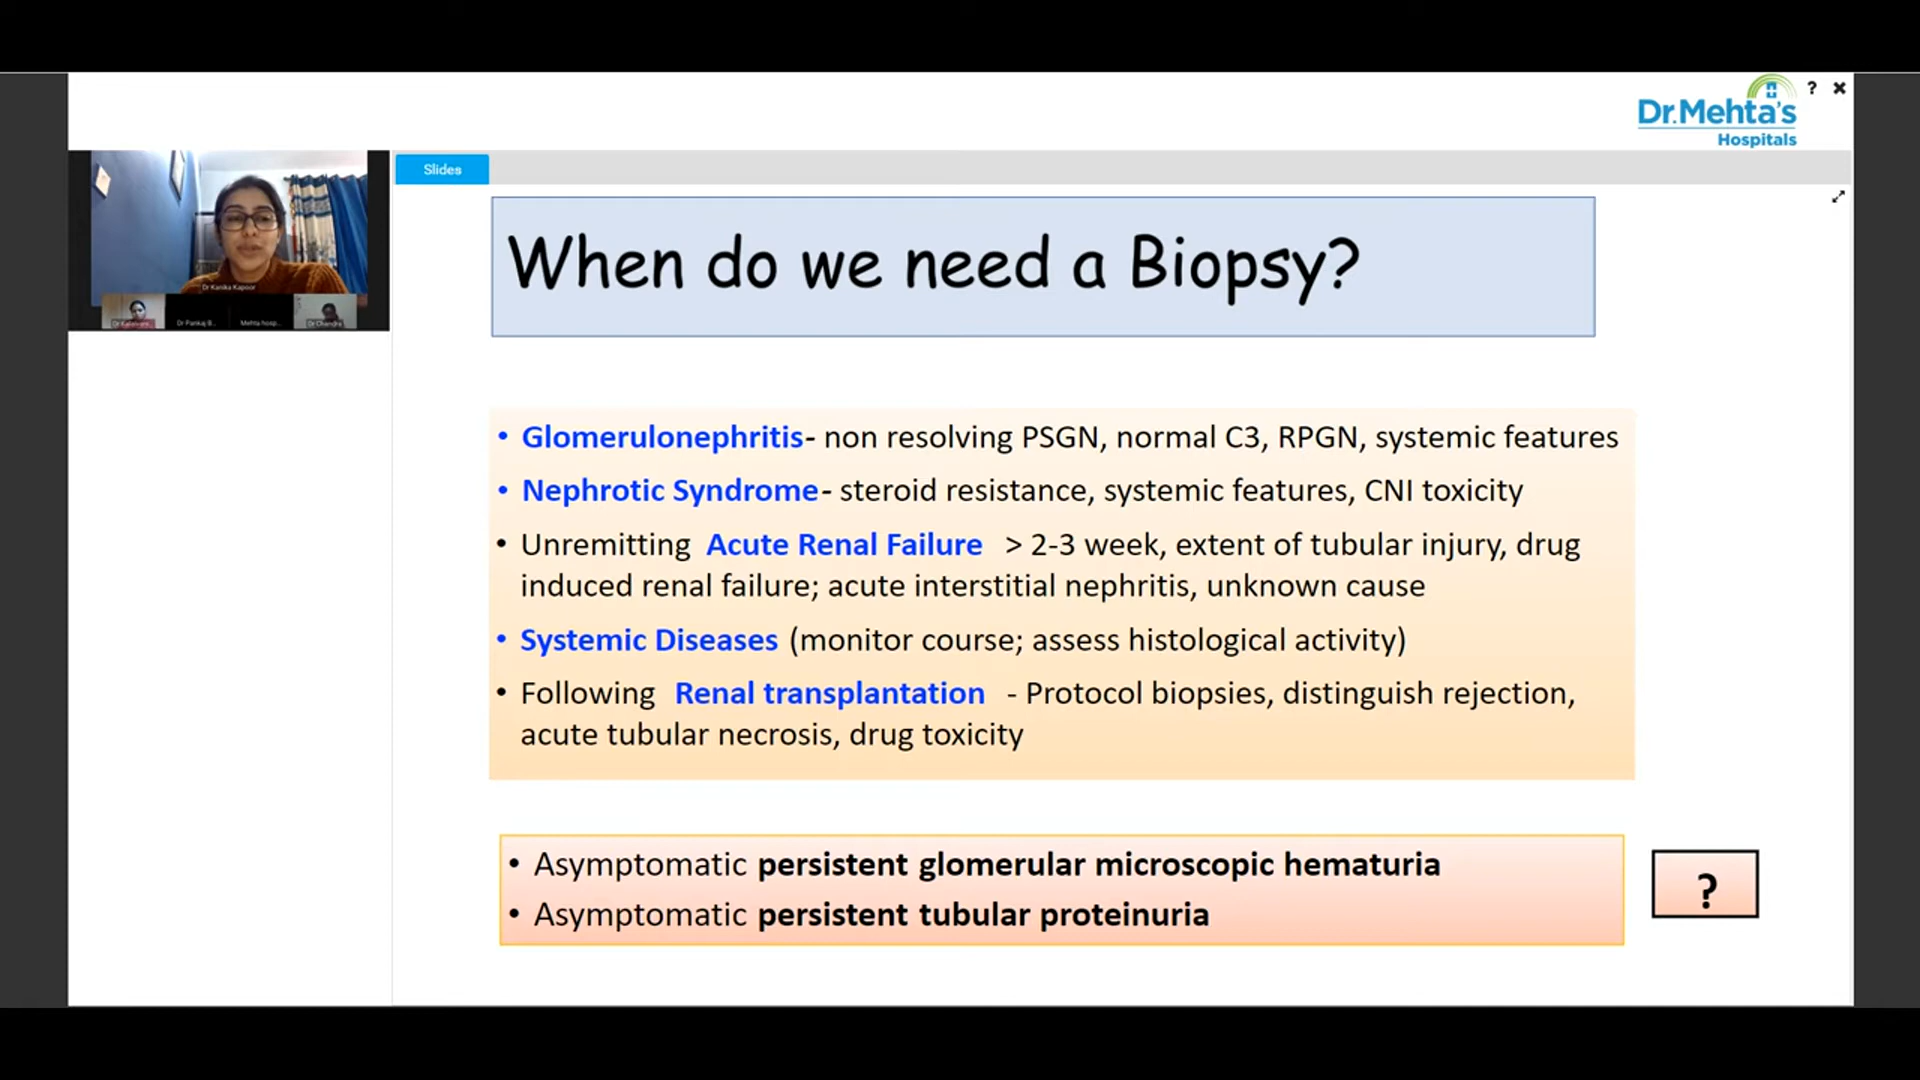 Dr.Mehta's
Hospitals
? ✖
Slides
When do we need a Biopsy?
• Glomerulonephritis- non resolving PSGN, normal C3, RPGN, systemic features
• Nephrotic Syndrome- steroid resistance, systemic features, CNI toxicity
• Unremitting Acute Renal Failure > 2-3 week, extent of tubular injury, drug
induced renal failure; acute interstitial nephritis, unknown cause
• Systemic Diseases (monitor course; assess histological activity)
• Following Renal transplantation - Protocol biopsies, distinguish rejection,
acute tubular necrosis, drug toxicity
• Asymptomatic persistent glomerular microscopic hematuria
• Asymptomatic persistent tubular proteinuria
?
Dr Kanika Kapoor
Dr Pankaj B...
Mehta hosp...
Dr Chandra